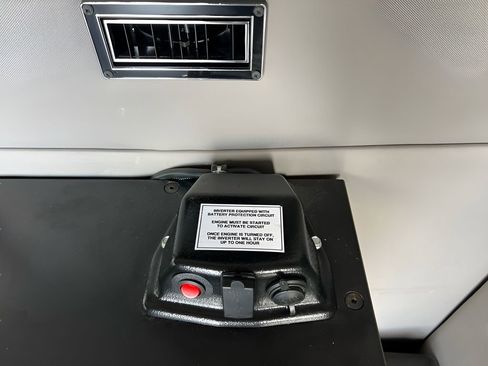 INVERTER EQUIPPED WITH
BATTERY PROTECTION CIRCUIT
ENGINE MUST BE STARTED
TO ACTIVATE CIRCUIT
ONCE ENGINE IS TURNED OFF,
THE INVERTER WILL STAY ON
UP TO ONE HOUR